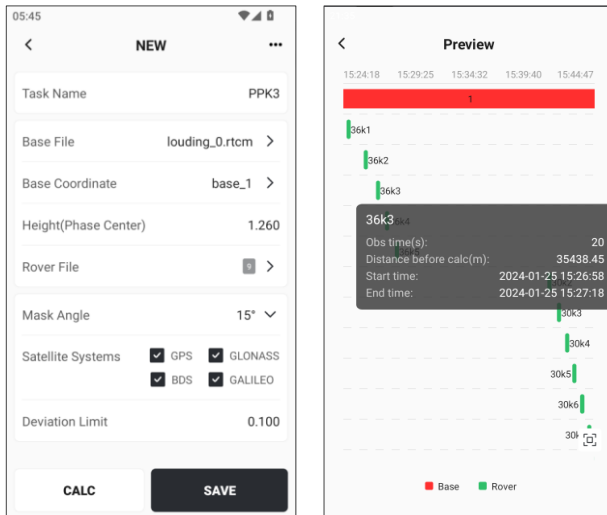 05:45
NEW
Task Name PPK3
Base File louding_0.rtcm
Base Coordinate base_1
Height(Phase Center) 1.260
Rover File 9
Mask Angle 15°
Satellite Systems GPS GLONASS
BDS GALILEO
Deviation Limit 0.100
CALC SAVE
Preview
15:24:18 15:29:25 15:34:32 15:39:40 15:44:47
1
36k1
36k2
36k3
36k3
36k4
Obs time(s): 20
Distance before calc(m): 35438.45
Start time: 2024-01-25 15:26:58
End time: 2024-01-25 15:27:18
30k3
30k4
30k5
30k6
Base Rover